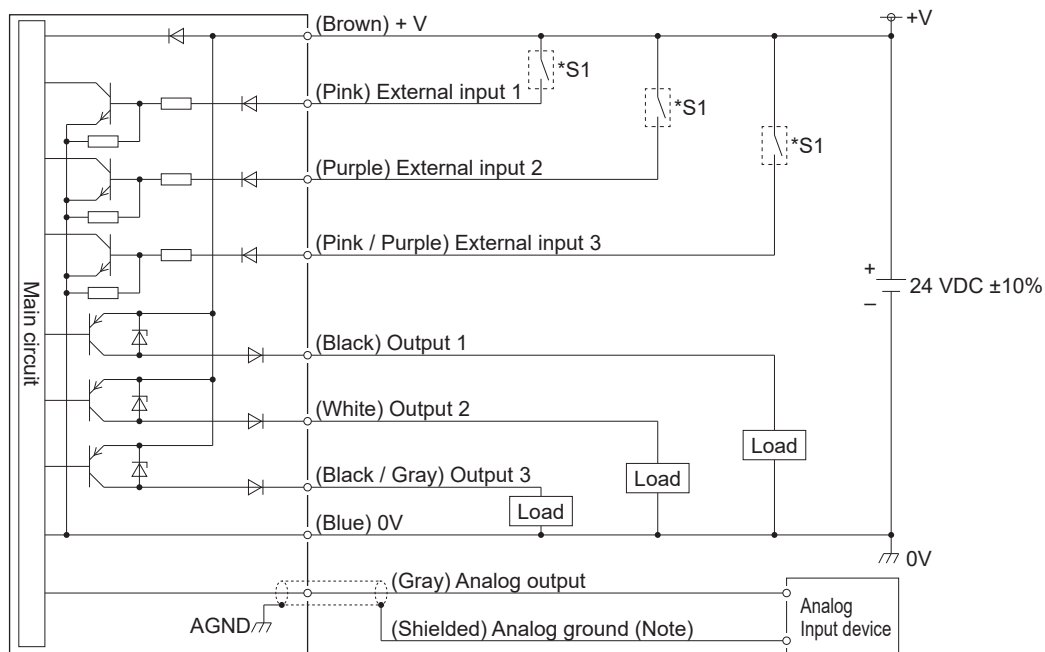 (Brown) + V
+V
*S1
(Pink) External input 1
*S1
*S1
(Purple) External input 2
(Pink / Purple) External input 3
+
24 VDC ±10%
–
Main circuit
(Black) Output 1
(White) Output 2
Load
Load
(Black / Gray) Output 3
Load
(Blue) 0V
0V
(Gray) Analog output
Analog
Input device
AGND
(Shielded) Analog ground (Note)